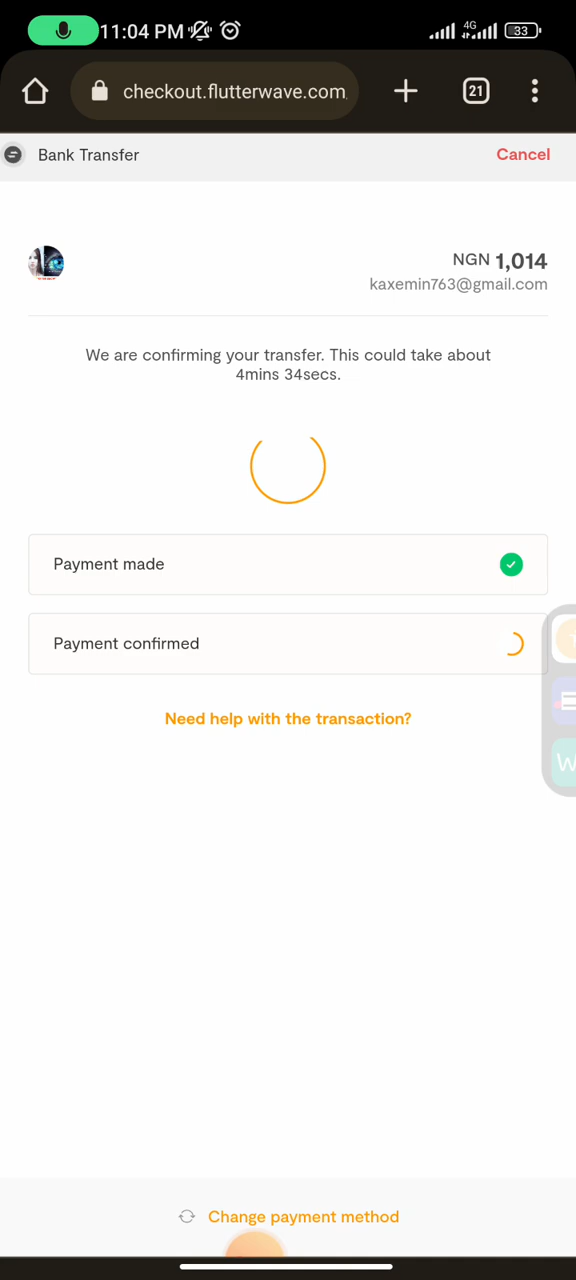 11:04 PM 4G 33
checkout.flutterwave.com 21
Bank Transfer Cancel
NGN 1,014
kaxemin763@gmail.com
We are confirming your transfer. This could take about
4mins 34secs.
Payment made
Payment confirmed
W
Need help with the transaction?
Change payment method